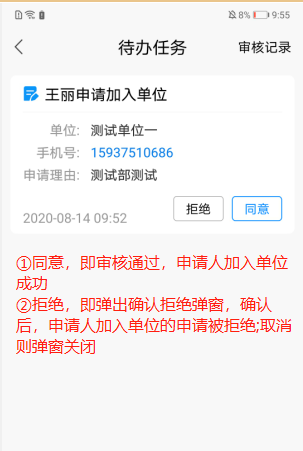 8% 9:55
待办任务 审核记录
王丽申请加入单位
单位: 测试单位一
手机号: 15937510686
申请理由: 测试部测试
2020-08-14 09:52 拒绝 同意
①同意，即审核通过，申请人加入单位
成功
②拒绝，即弹出确认拒绝弹窗，确认
后，申请人加入单位的申请被拒绝;取消
则弹窗关闭